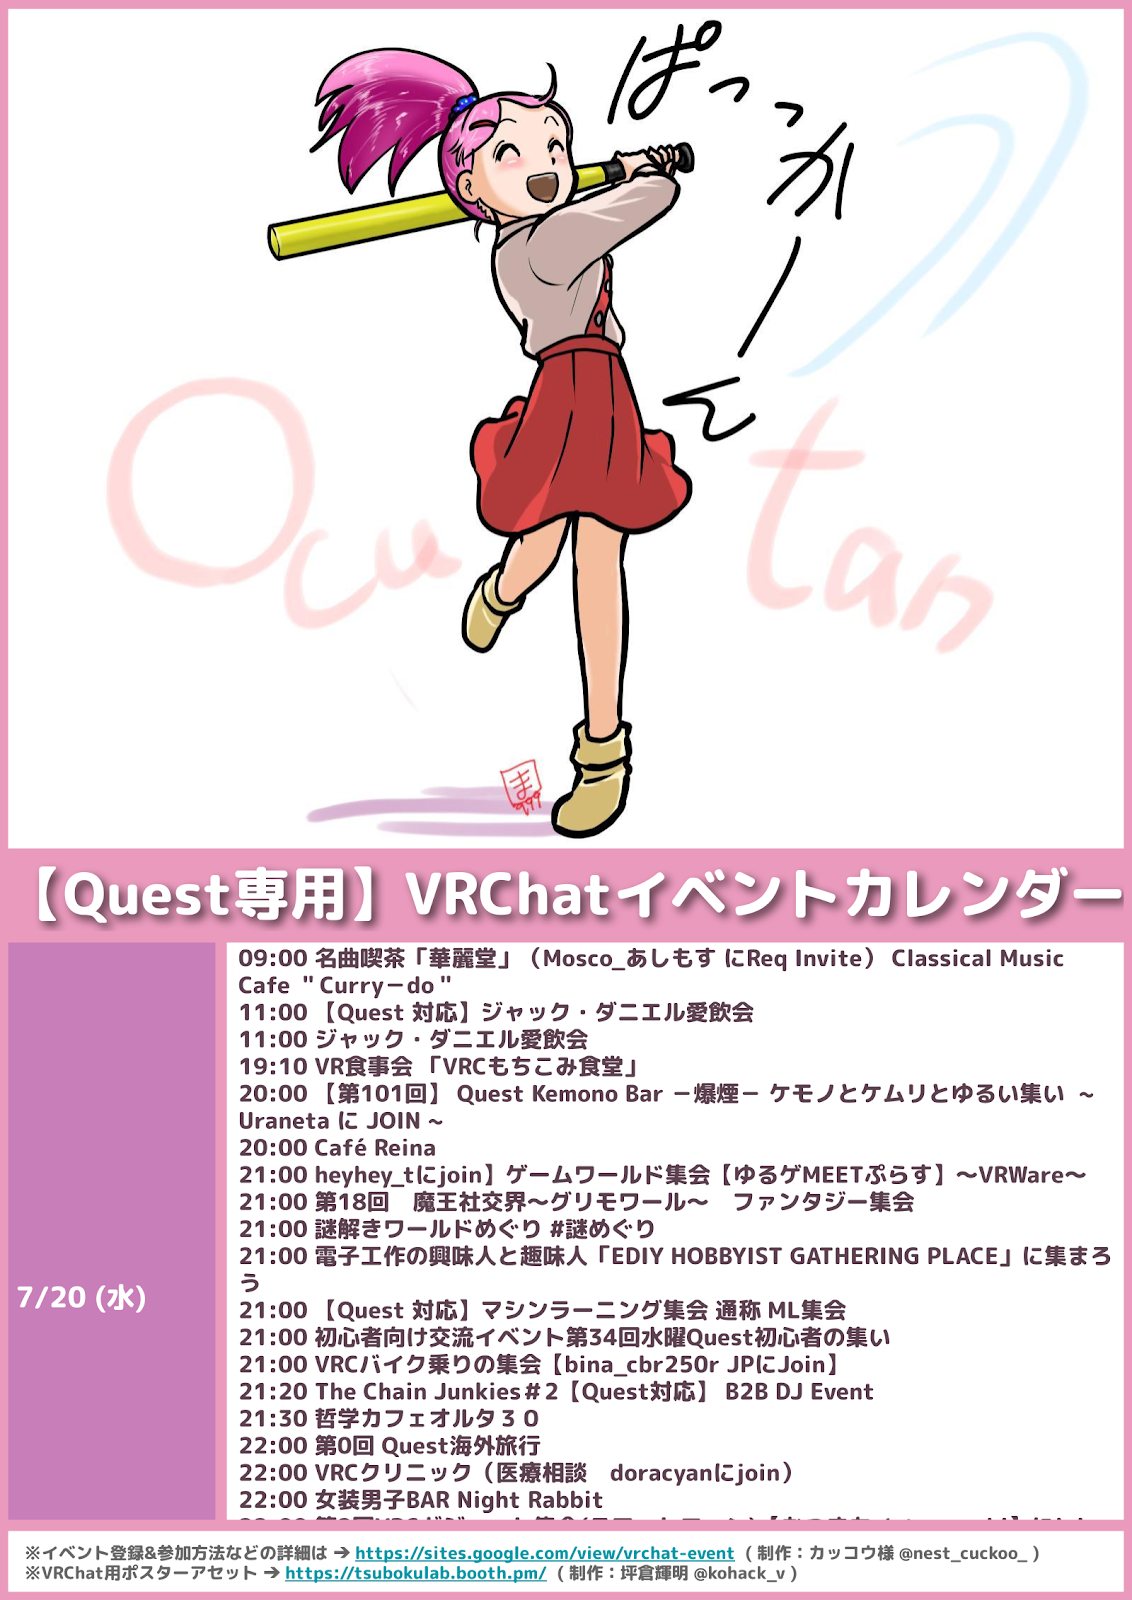 ぱっっかーん
Ocu tan
ま
999
【Quest専用】VRChatイベントカレンダー
7/20 (水)
09:00 名曲喫茶「華麗堂」（Mosco_あしもす にReq Invite） Classical Music
Cafe ＂Curryーdo＂
11:00 【Quest 対応】ジャック・ダニエル愛飲会
11:00 ジャック・ダニエル愛飲会
19:10 VR食事会 「VRCもちこみ食堂」
20:00 【第101回】 Quest Kemono Bar －爆煙－ ケモノとケムリとゆるい集い ～
Uraneta に JOIN ~
20:00 Café Reina
21:00 heyhey_tにjoin】ゲームワールド集会【ゆるゲMEETぷらす】～VRWare～
21:00 第18回　魔王社交界～グリモワール～　ファンタジー集会
21:00 謎解きワールドめぐり #謎めぐり
21:00 電子工作の興味人と趣味人「EDIY HOBBYIST GATHERING PLACE」に集まろ
う
21:00 【Quest 対応】マシンラーニング集会 通称 ML集会
21:00 初心者向け交流イベント第34回水曜Quest初心者の集い
21:00 VRCバイク乗りの集会【bina_cbr250r JPにJoin】
21:20 The Chain Junkies＃2【Quest対応】 B2B DJ Event
21:30 哲学カフェオルタ３０
22:00 第0回 Quest海外旅行
22:00 VRCクリニック（医療相談　doracyanにjoin）
22:00 女装男子BAR Night Rabbit
※イベント登録&参加方法などの詳細は ➔ https://sites.google.com/view/vrchat-event （ 制作：カッコウ様 @nest_cuckoo_ ）
※VRChat用ポスターアセット ➔ https://tsubokulab.booth.pm/ （ 制作：坪倉輝明 @kohack_v ）